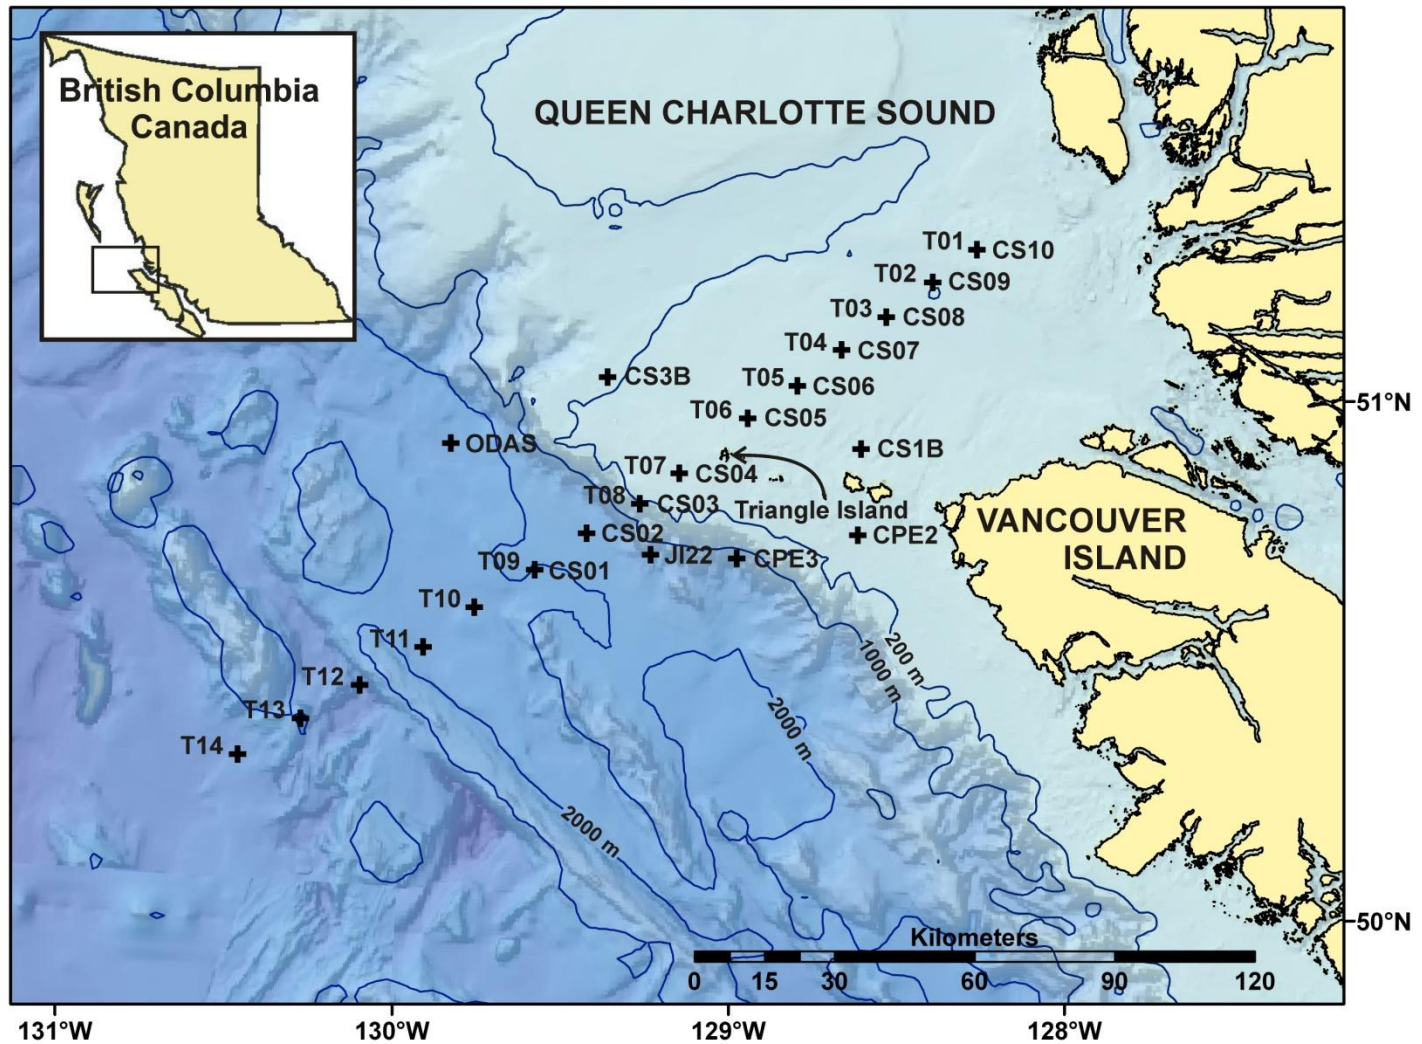 British Columbia
Canada
QUEEN CHARLOTTE SOUND
T01 CS10
T02 CS09
T03 CS08
T04 CS07
CS3B
T05 CS06
51°N
T06 CS05
ODAS
CS1B
T07 CS04
T08 CS03
Triangle Island
VANCOUVER
ISLAND
CS02
CPE2
JI22
CPE3
T09 CS01
T10
T11
200 m
1000 m
T12
T13
2000 m
T14
2000 m
50°N
Kilometers
0 15 30 60 90 120
131°W 130°W 129°W 128°W